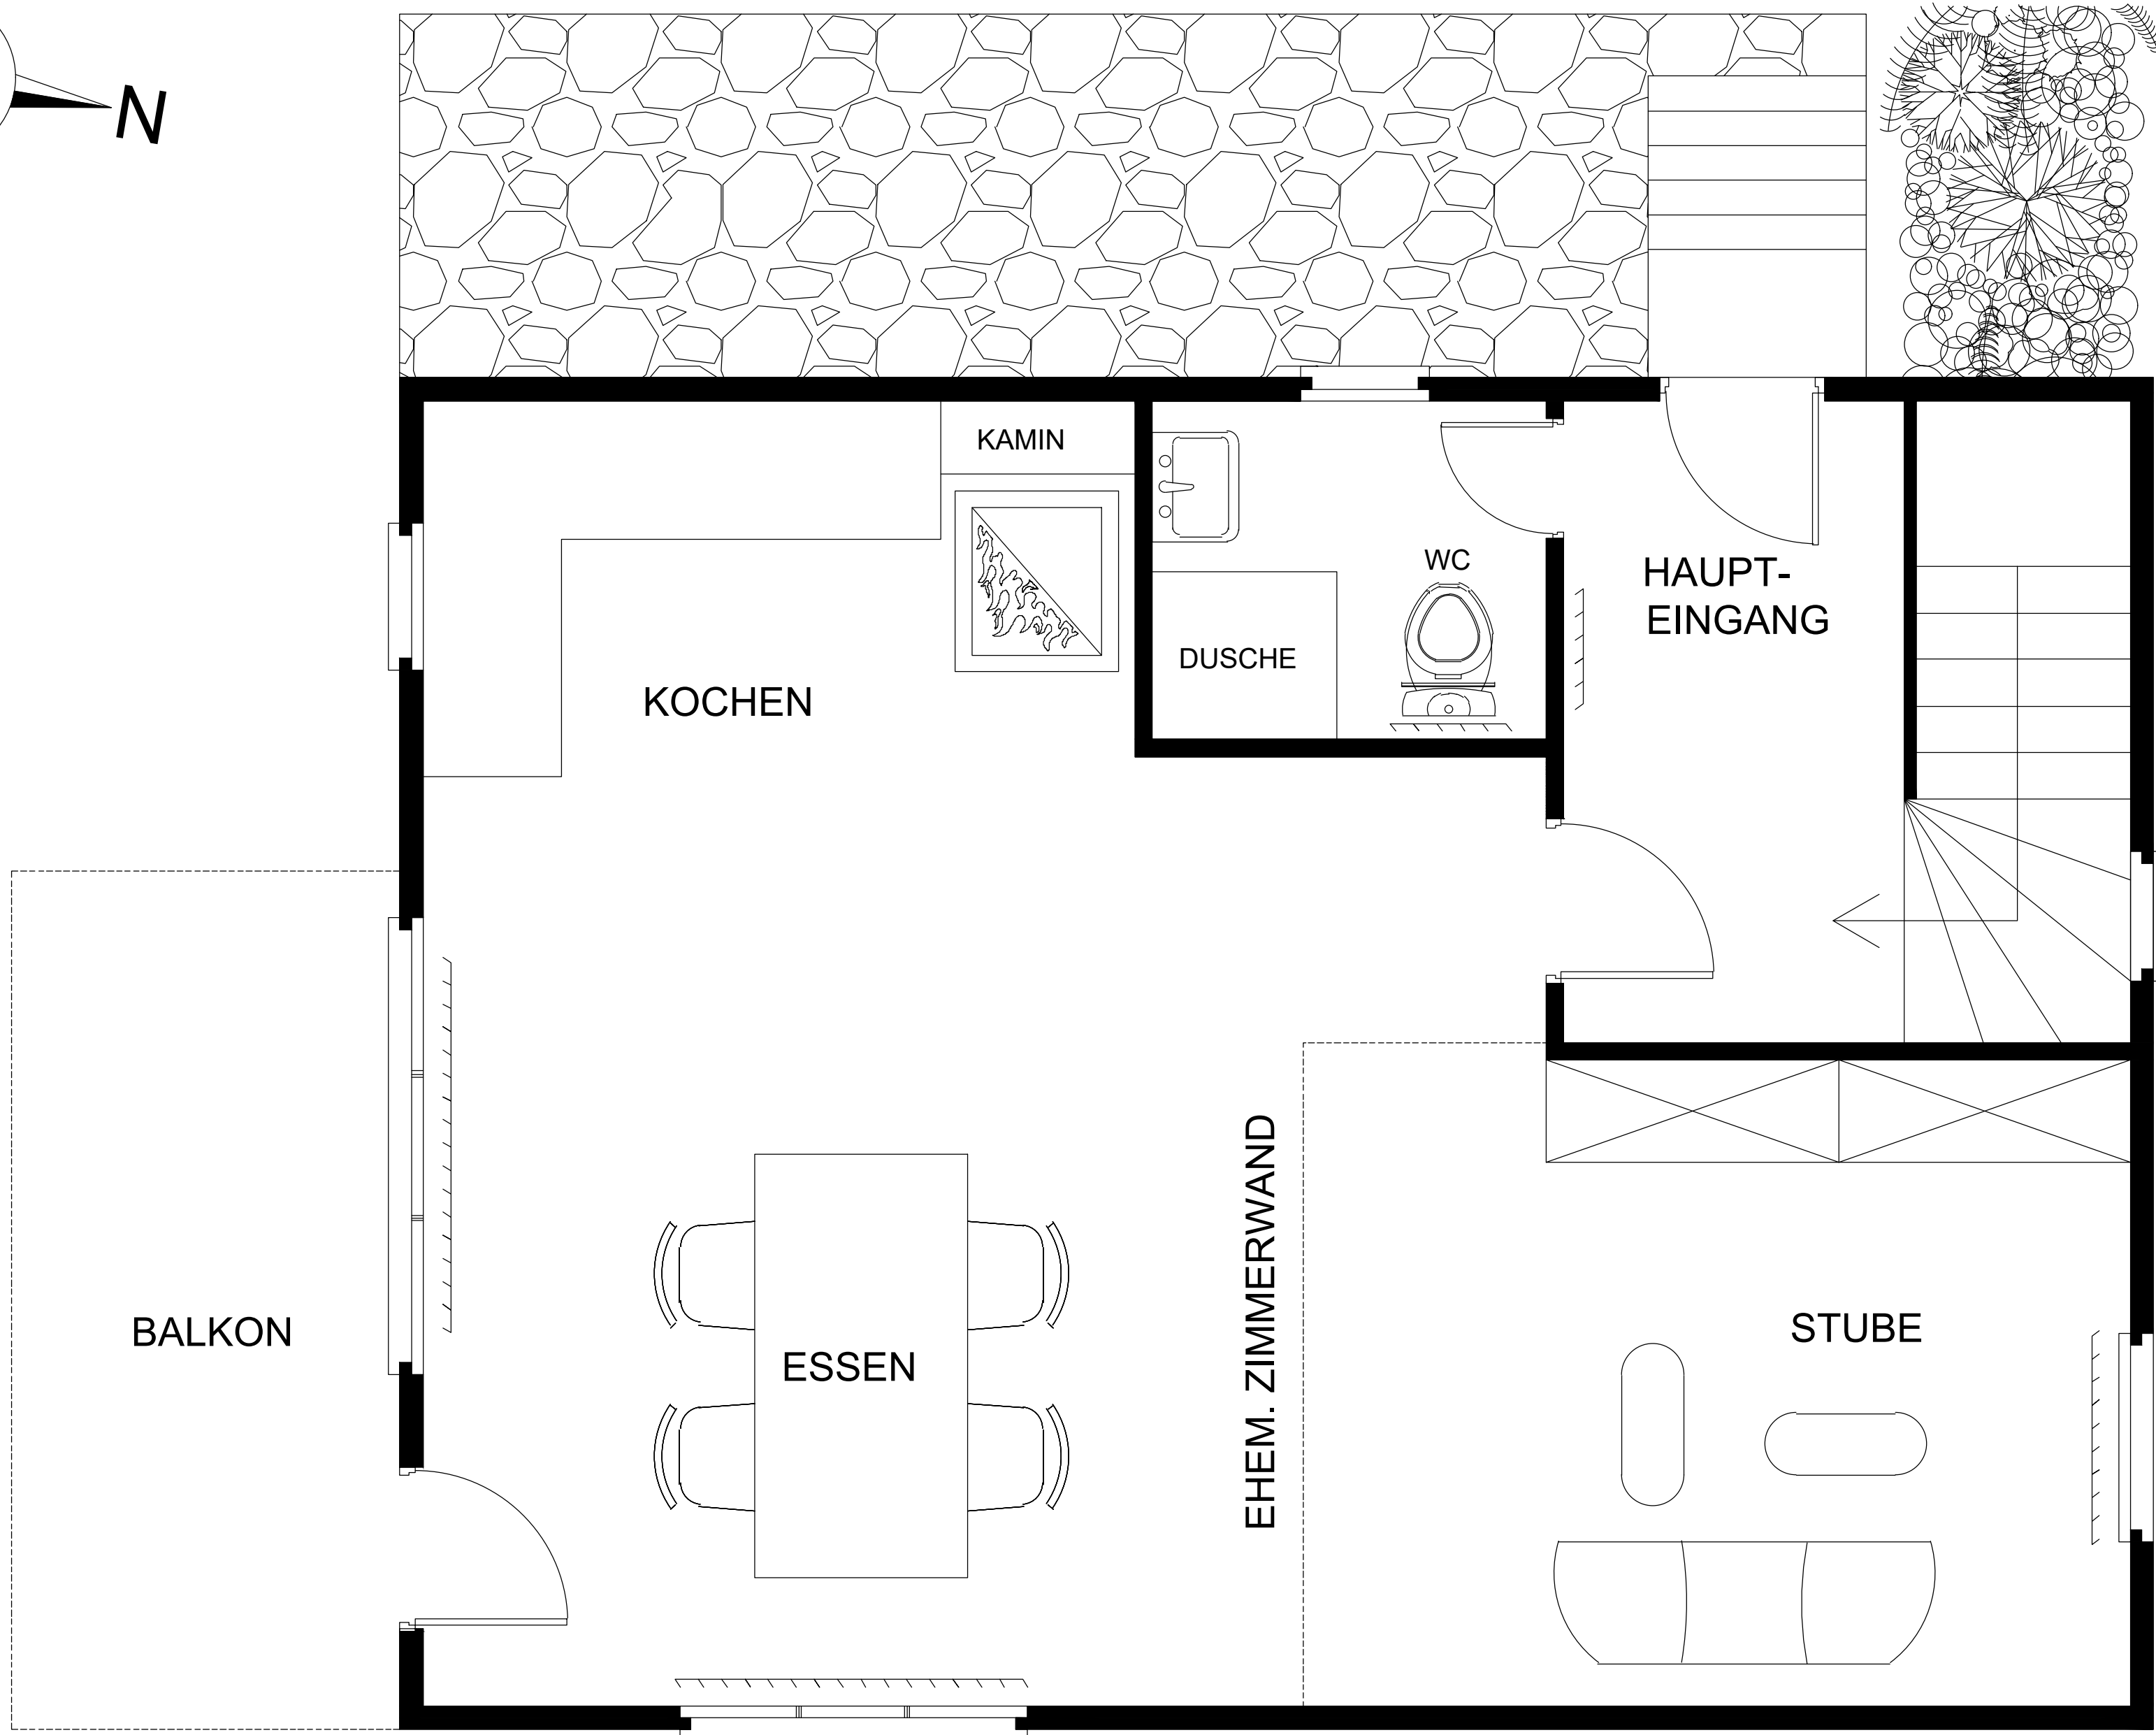 N
KAMIN
WC
HAUPT-
EINGANG
DUSCHE
KOCHEN
EHEM. ZIMMERWAND
BALKON
STUBE
ESSEN